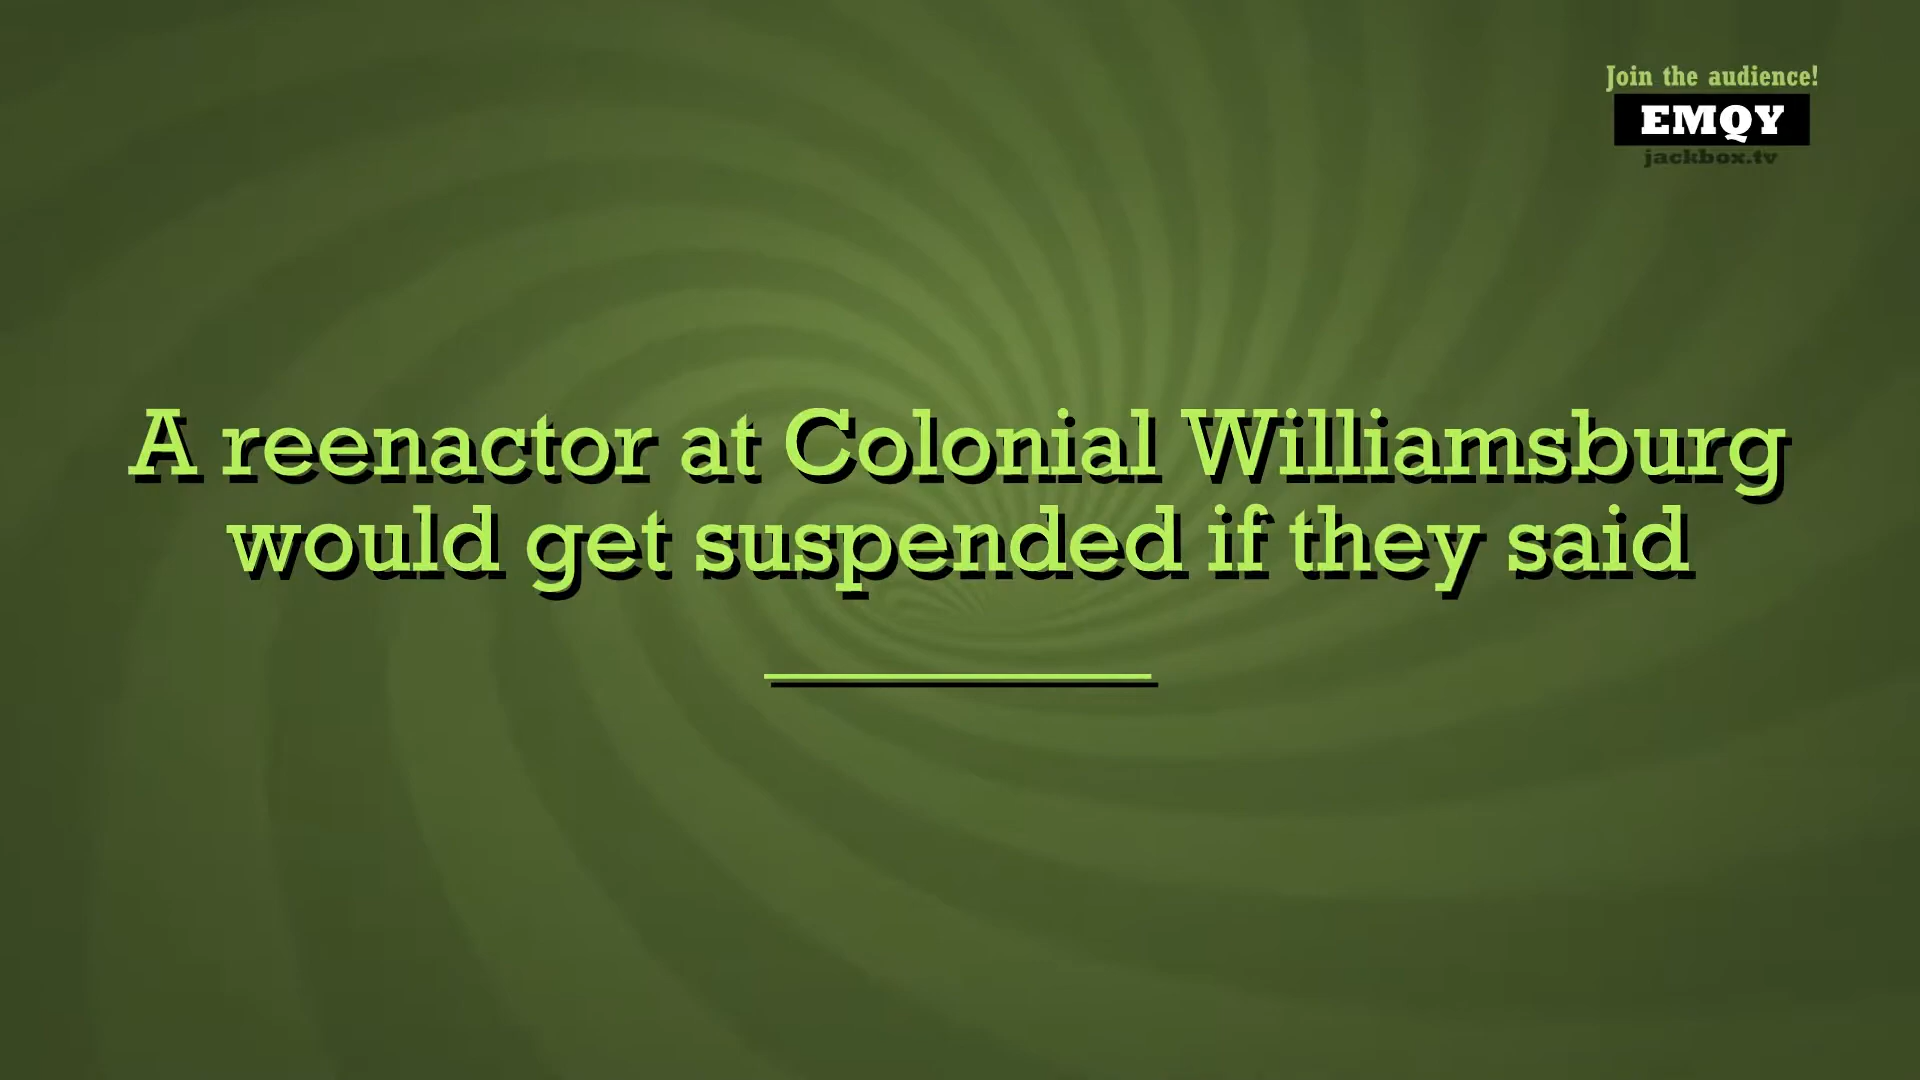 Join the audience!
EMQY
jackbox.tv
A reenactor at Colonial Williamsburg
would get suspended if they said